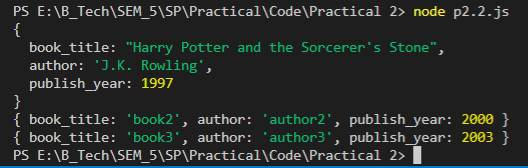 PS E:\B_Tech\SEM_5\SP\Practical\Code\Practical 2> node p2.2.js
{
  book_title: "Harry Potter and the Sorcerer's Stone",
  author: 'J.K. Rowling',
  publish_year: 1997
}
{ book_title: 'book2', author: 'author2', publish_year: 2000 }
{ book_title: 'book3', author: 'author3', publish_year: 2003 }
PS E:\B_Tech\SEM_5\SP\Practical\Code\Practical 2>